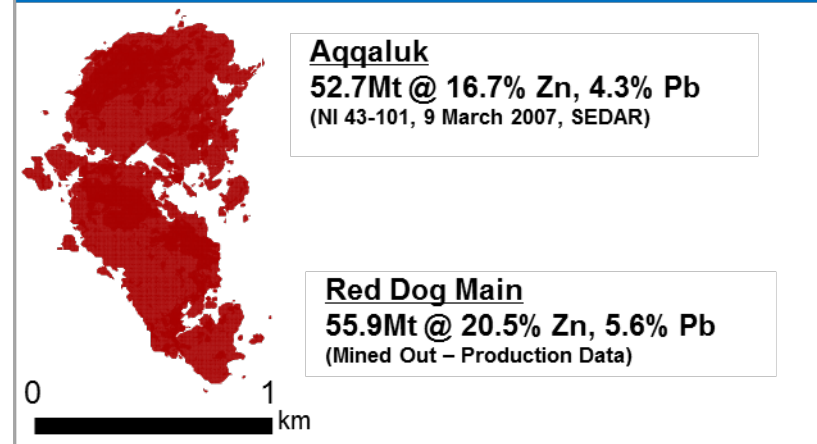 Aqqaluk
52.7Mt @ 16.7% Zn, 4.3% Pb
(NI 43-101, 9 March 2007, SEDAR)
Red Dog Main
55.9Mt @ 20.5% Zn, 5.6% Pb
(Mined Out – Production Data)
0 1
km